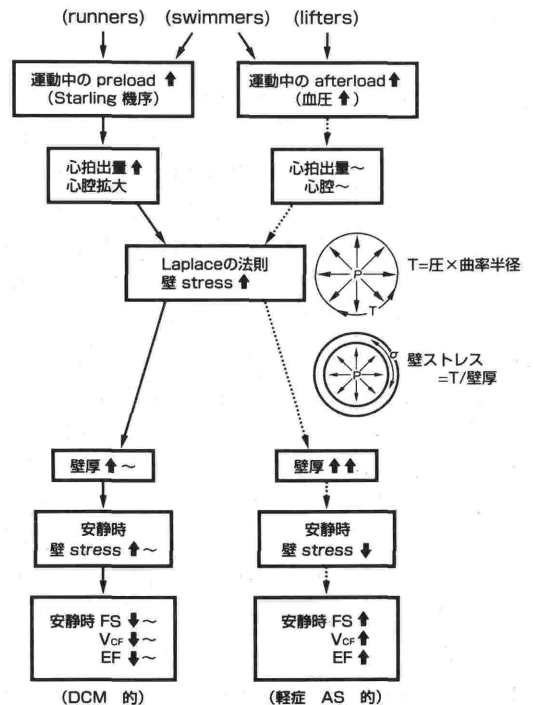 (runners) (swimmers) (lifters)
運動中の preload ⬆
(Starling 機序)
運動中の afterload⬆
(血圧 ⬆)
心拍出量⬆
心腔拡大
心拍出量～
心腔～
Laplaceの法則
壁 stress ⬆
P
T
T=圧×曲率半径
P
σ
壁ストレス
=T/壁厚
壁厚 ⬆～
壁厚 ⬆⬆
安静時
壁 stress ⬆～
安静時
壁 stress ⬇
安静時 FS ⬇～
VCF ⬇～
EF ⬇～
安静時 FS ⬆
VCF ⬆
EF ⬆
(DCM 的)
(軽症 AS 的)